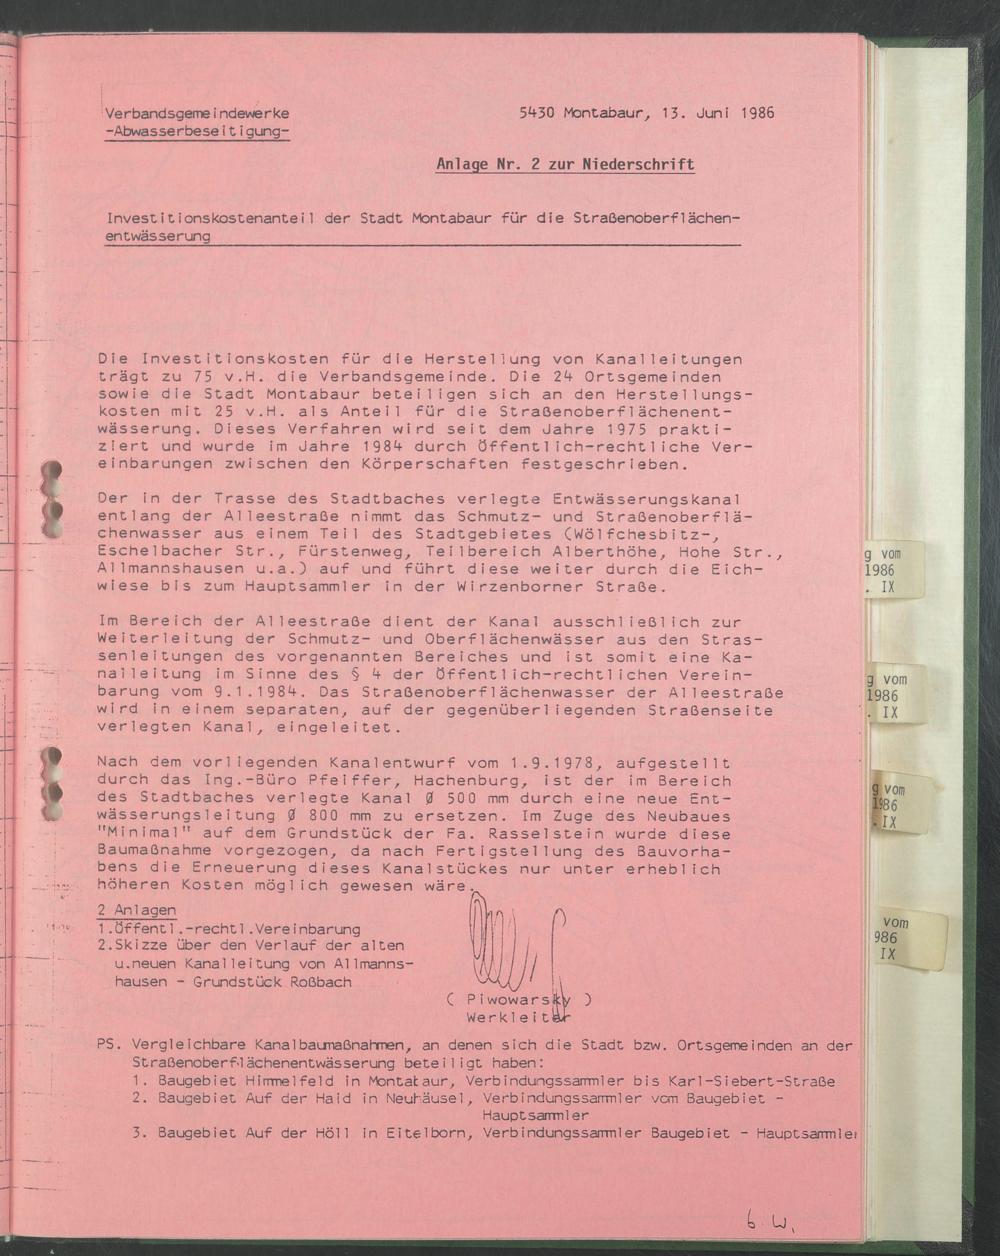 Verbandsgemeindewerke
-Abwasserbeseitigung-
5430 Montabaur, 13. Juni 1986
Anlage Nr. 2 zur Niederschrift
Investitionskostenanteil der Stadt Montabaur für die Straßenoberflächen-
entwässerung
Die Investitionskosten für die Herstellung von Kanalleitungen
trägt zu 75 v.H. die Verbandsgemeinde. Die 24 Ortsgemeinden
sowie die Stadt Montabaur beteiligen sich an den Herstellungs-
kosten mit 25 v.H. als Anteil für die Straßenoberflächenent-
wässerung. Dieses Verfahren wird seit dem Jahre 1975 prakti-
ziert und wurde im Jahre 1984 durch Öffentlich-rechtliche Ver-
einbarungen zwischen den Körperschaften festgeschrieben.
Der in der Trasse des Stadtbaches verlegte Entwässerungskanal
entlang der Alleestraße nimmt das Schmutz- und Straßenoberflä-
chenwasser aus einem Teil des Stadtgebietes (Wölfchesbitz-,
Eschelbacher Str., Fürstenweg, Teilbereich Alberthöhe, Hohe Str.,
Allmannshausen u.a.) auf und führt diese weiter durch die Eich-
wiese bis zum Hauptsammler in der Wirzenborner Straße.
Im Bereich der Alleestraße dient der Kanal ausschließlich zur
Weiterleitung der Schmutz- und Oberflächenwässer aus den Stras-
senleitungen des vorgenannten Bereiches und ist somit eine Ka-
nalleitung im Sinne des § 4 der Öffentlich-rechtlichen Verein-
barung vom 9.1.1984. Das Straßenoberflächenwasser der Alleestraße
wird in einem separaten, auf der gegenüberliegenden Straßenseite
verlegten Kanal, eingeleitet.
Nach dem vorliegenden Kanalentwurf vom 1.9.1978, aufgestellt
durch das Ing.-Büro Pfeiffer, Hachenburg, ist der im Bereich
des Stadtbaches verlegte Kanal Ø 500 mm durch eine neue Ent-
wässerungsleitung Ø 800 mm zu ersetzen. Im Zuge des Neubaues
"Minimal" auf dem Grundstück der Fa. Rasselstein wurde diese
Baumaßnahme vorgezogen, da nach Fertigstellung des Bauvorha-
bens die Erneuerung dieses Kanalstückes nur unter erheblich
höheren Kosten möglich gewesen wäre.
2 Anlagen
1.Öffentl.-rechtl.Vereinbarung
2.Skizze über den Verlauf der alten
u.neuen Kanalleitung von Allmanns-
hausen - Grundstück Roßbach
( Piwowarsky )
Werkleiter
PS. Vergleichbare Kanalbaumaßnahmen, an denen sich die Stadt bzw. Ortsgemeinden an der
Straßenoberflächenentwässerung beteiligt haben:
1. Baugebiet Himmelfeld in Montabaur, Verbindungssammler bis Karl-Siebert-Straße
2. Baugebiet Auf der Haid in Neuhäusel, Verbindungssammler vom Baugebiet -
Hauptsammler
3. Baugebiet Auf der Höll in Eitelborn, Verbindungssammler Baugebiet - Hauptsammler
6. W.
g vom
1986
. IX
g vom
1986
. IX
g vom
1986
. IX
vom
986
IX